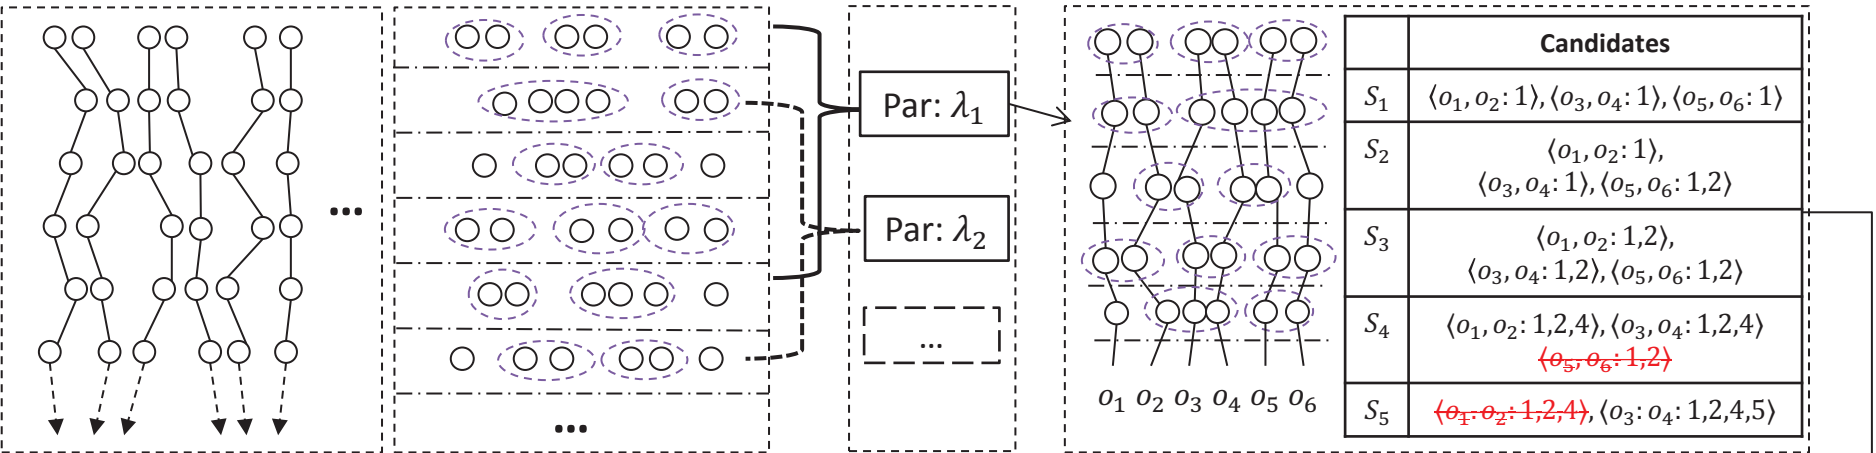 ...
...
Par: λ₁
Par: λ₂
...
o₁ o₂ o₃ o₄ o₅ o₆
Candidates
S₁ ⟨o₁, o₂: 1⟩, ⟨o₃, o₄: 1⟩, ⟨o₅, o₆: 1⟩
S₂ ⟨o₁, o₂: 1⟩,
⟨o₃, o₄: 1⟩, ⟨o₅, o₆: 1,2⟩
S₃ ⟨o₁, o₂: 1,2⟩,
⟨o₃, o₄: 1,2⟩, ⟨o₅, o₆: 1,2⟩
S₄ ⟨o₁, o₂: 1,2,4⟩, ⟨o₃, o₄: 1,2,4⟩
⟨o₅, o₆: 1,2⟩
S₅ ⟨o₁: o₂: 1,2,4⟩, ⟨o₃: o₄: 1,2,4,5⟩